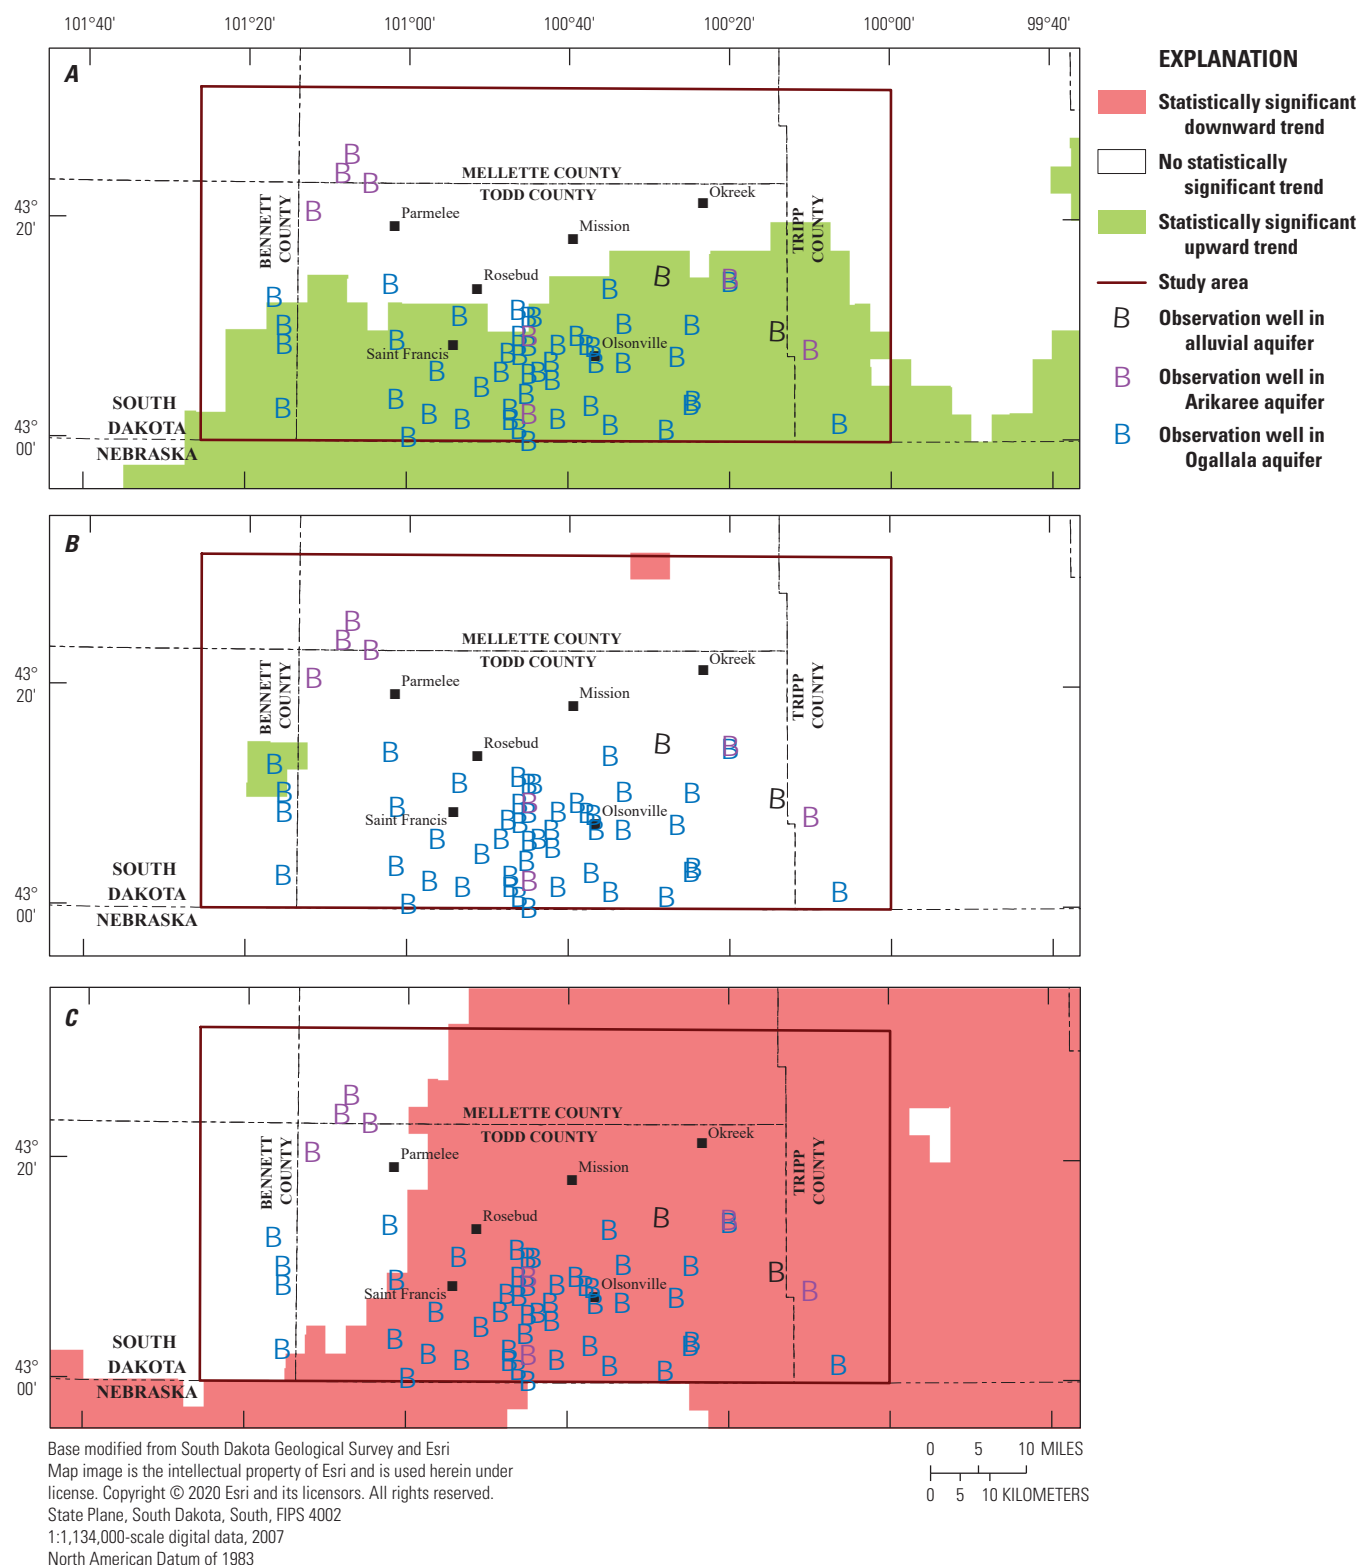 101°40'
101°20'
101°00'
100°40'
100°20'
100°00'
99°40'
A
EXPLANATION
Statistically significant
downward trend
No statistically
significant trend
Statistically significant
upward trend
Study area
B
Observation well in
alluvial aquifer
B
Observation well in
Arikaree aquifer
B
Observation well in
Ogallala aquifer
MELLETTE COUNTY
TODD COUNTY
BENNETT
COUNTY
TRIPP
COUNTY
Okreek
Parmelee
Mission
Rosebud
Saint Francis
Olsonville
43°
20'
43°
00'
SOUTH
DAKOTA
NEBRASKA
B
MELLETTE COUNTY
TODD COUNTY
BENNETT
COUNTY
TRIPP
COUNTY
Okreek
Parmelee
Mission
Rosebud
Saint Francis
Olsonville
43°
20'
43°
00'
SOUTH
DAKOTA
NEBRASKA
C
MELLETTE COUNTY
TODD COUNTY
BENNETT
COUNTY
TRIPP
COUNTY
Okreek
Parmelee
Mission
Rosebud
Saint Francis
Olsonville
43°
20'
43°
00'
SOUTH
DAKOTA
NEBRASKA
Base modified from South Dakota Geological Survey and Esri
Map image is the intellectual property of Esri and is used herein under
license. Copyright © 2020 Esri and its licensors. All rights reserved.
State Plane, South Dakota, South, FIPS 4002
1:1,134,000-scale digital data, 2007
North American Datum of 1983
0 5 10 MILES
0 5 10 KILOMETERS